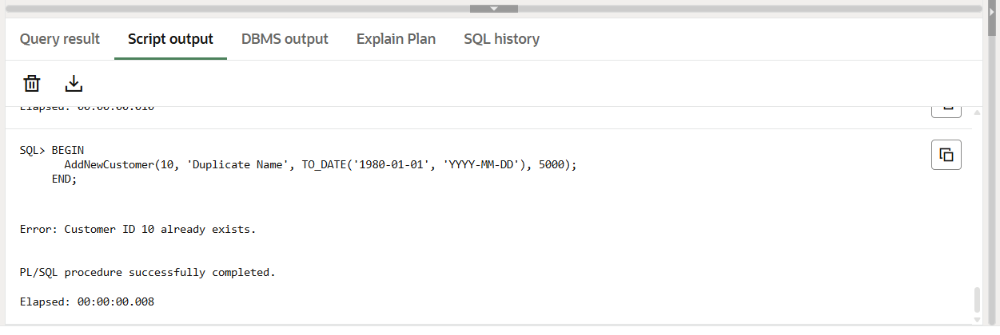 Query result Script output DBMS output Explain Plan SQL history
Elapsed: 00:00:00.010
SQL> BEGIN
AddNewCustomer(10, 'Duplicate Name', TO_DATE('1980-01-01', 'YYYY-MM-DD'), 5000);
END;
Error: Customer ID 10 already exists.
PL/SQL procedure successfully completed.
Elapsed: 00:00:00.008